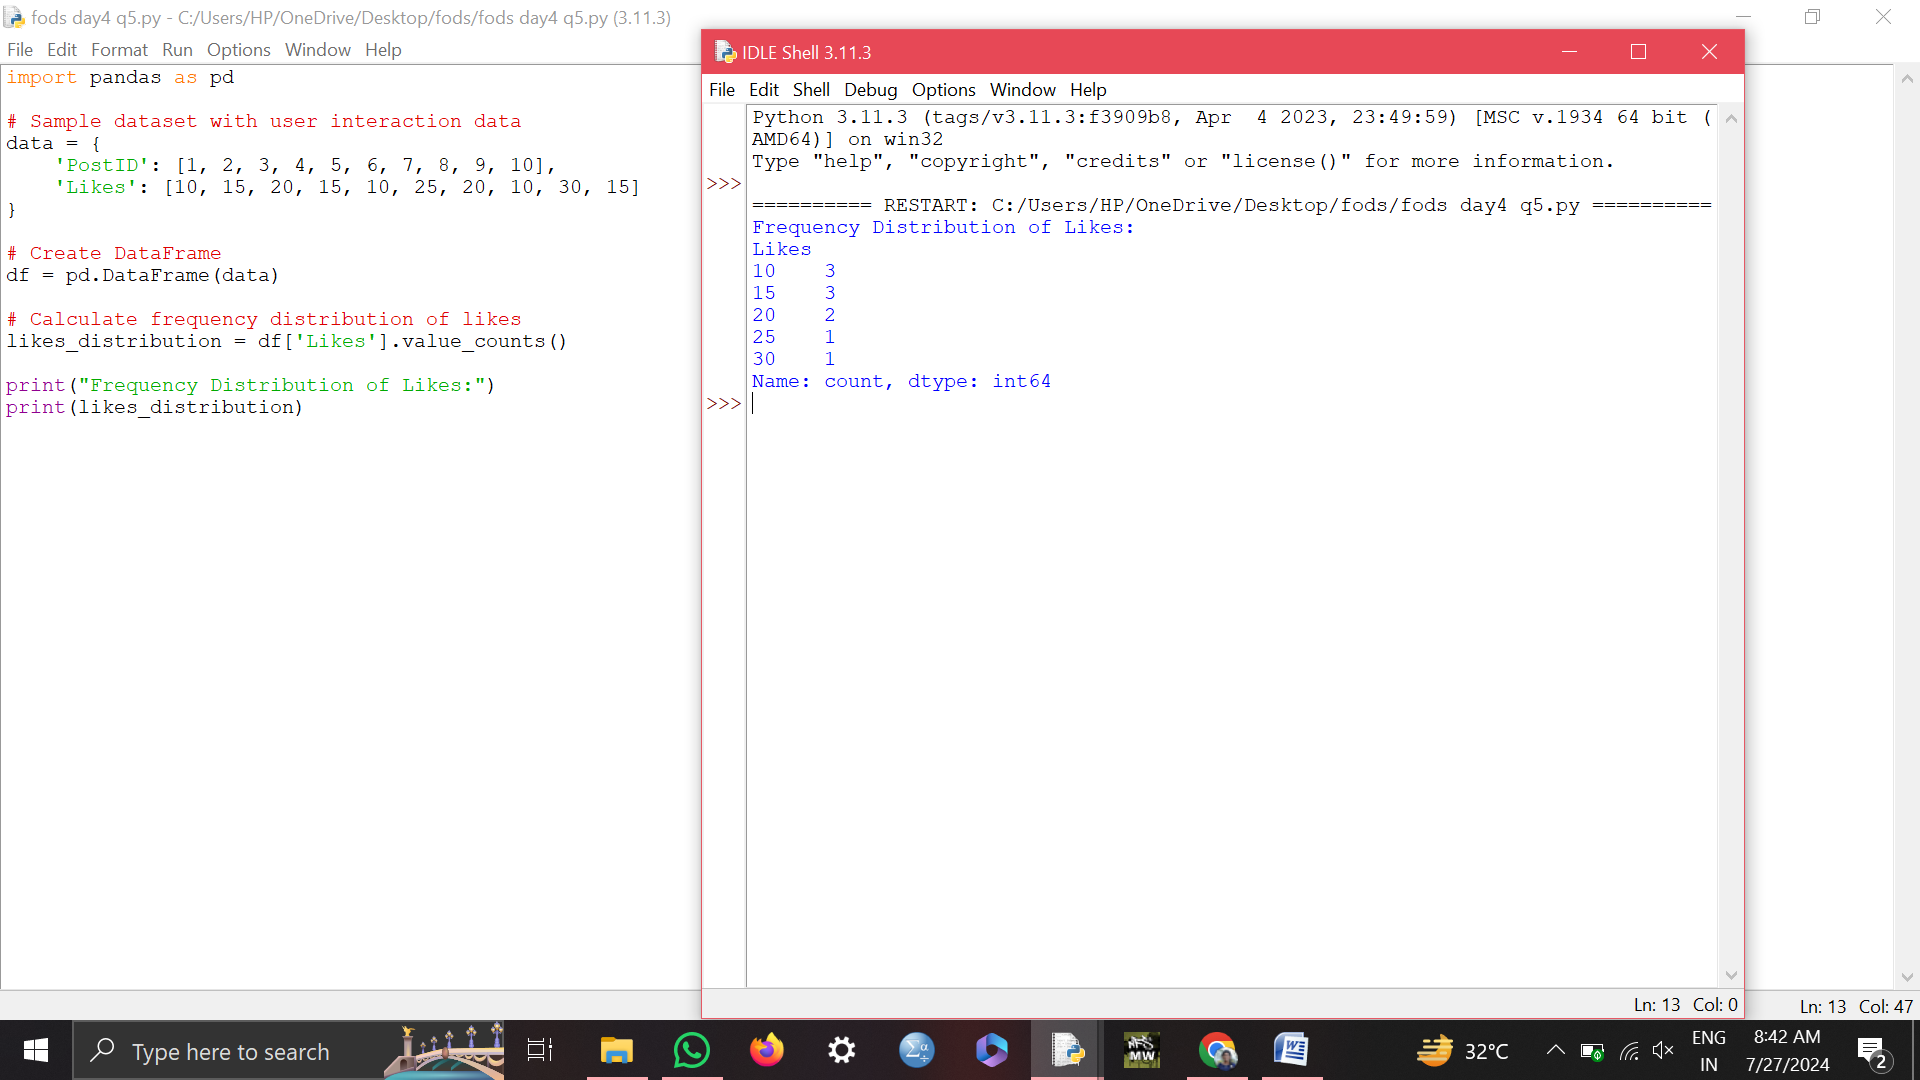 fods day4 q5.py - C:/Users/HP/OneDrive/Desktop/fods/fods day4 q5.py (3.11.3)
File Edit Format Run Options Window Help
import pandas as pd
# Sample dataset with user interaction data
data = {
    'PostID': [1, 2, 3, 4, 5, 6, 7, 8, 9, 10],
    'Likes': [10, 15, 20, 15, 10, 25, 20, 10, 30, 15]
}
# Create DataFrame
df = pd.DataFrame(data)
# Calculate frequency distribution of likes
likes_distribution = df['Likes'].value_counts()
print("Frequency Distribution of Likes:")
print(likes_distribution)
IDLE Shell 3.11.3
File Edit Shell Debug Options Window Help
Python 3.11.3 (tags/v3.11.3:f3909b8, Apr  4 2023, 23:49:59) [MSC v.1934 64 bit (
AMD64)] on win32
Type "help", "copyright", "credits" or "license()" for more information.
>>>
========== RESTART: C:/Users/HP/OneDrive/Desktop/fods/fods day4 q5.py ==========
Frequency Distribution of Likes:
Likes
10    3
15    3
20    2
25    1
30    1
Name: count, dtype: int64
>>>
Ln: 13 Col: 0
Ln: 13 Col: 47
Type here to search
Σα
NFS
MW
W
32°C
ENG
IN
8:42 AM
7/27/2024
2